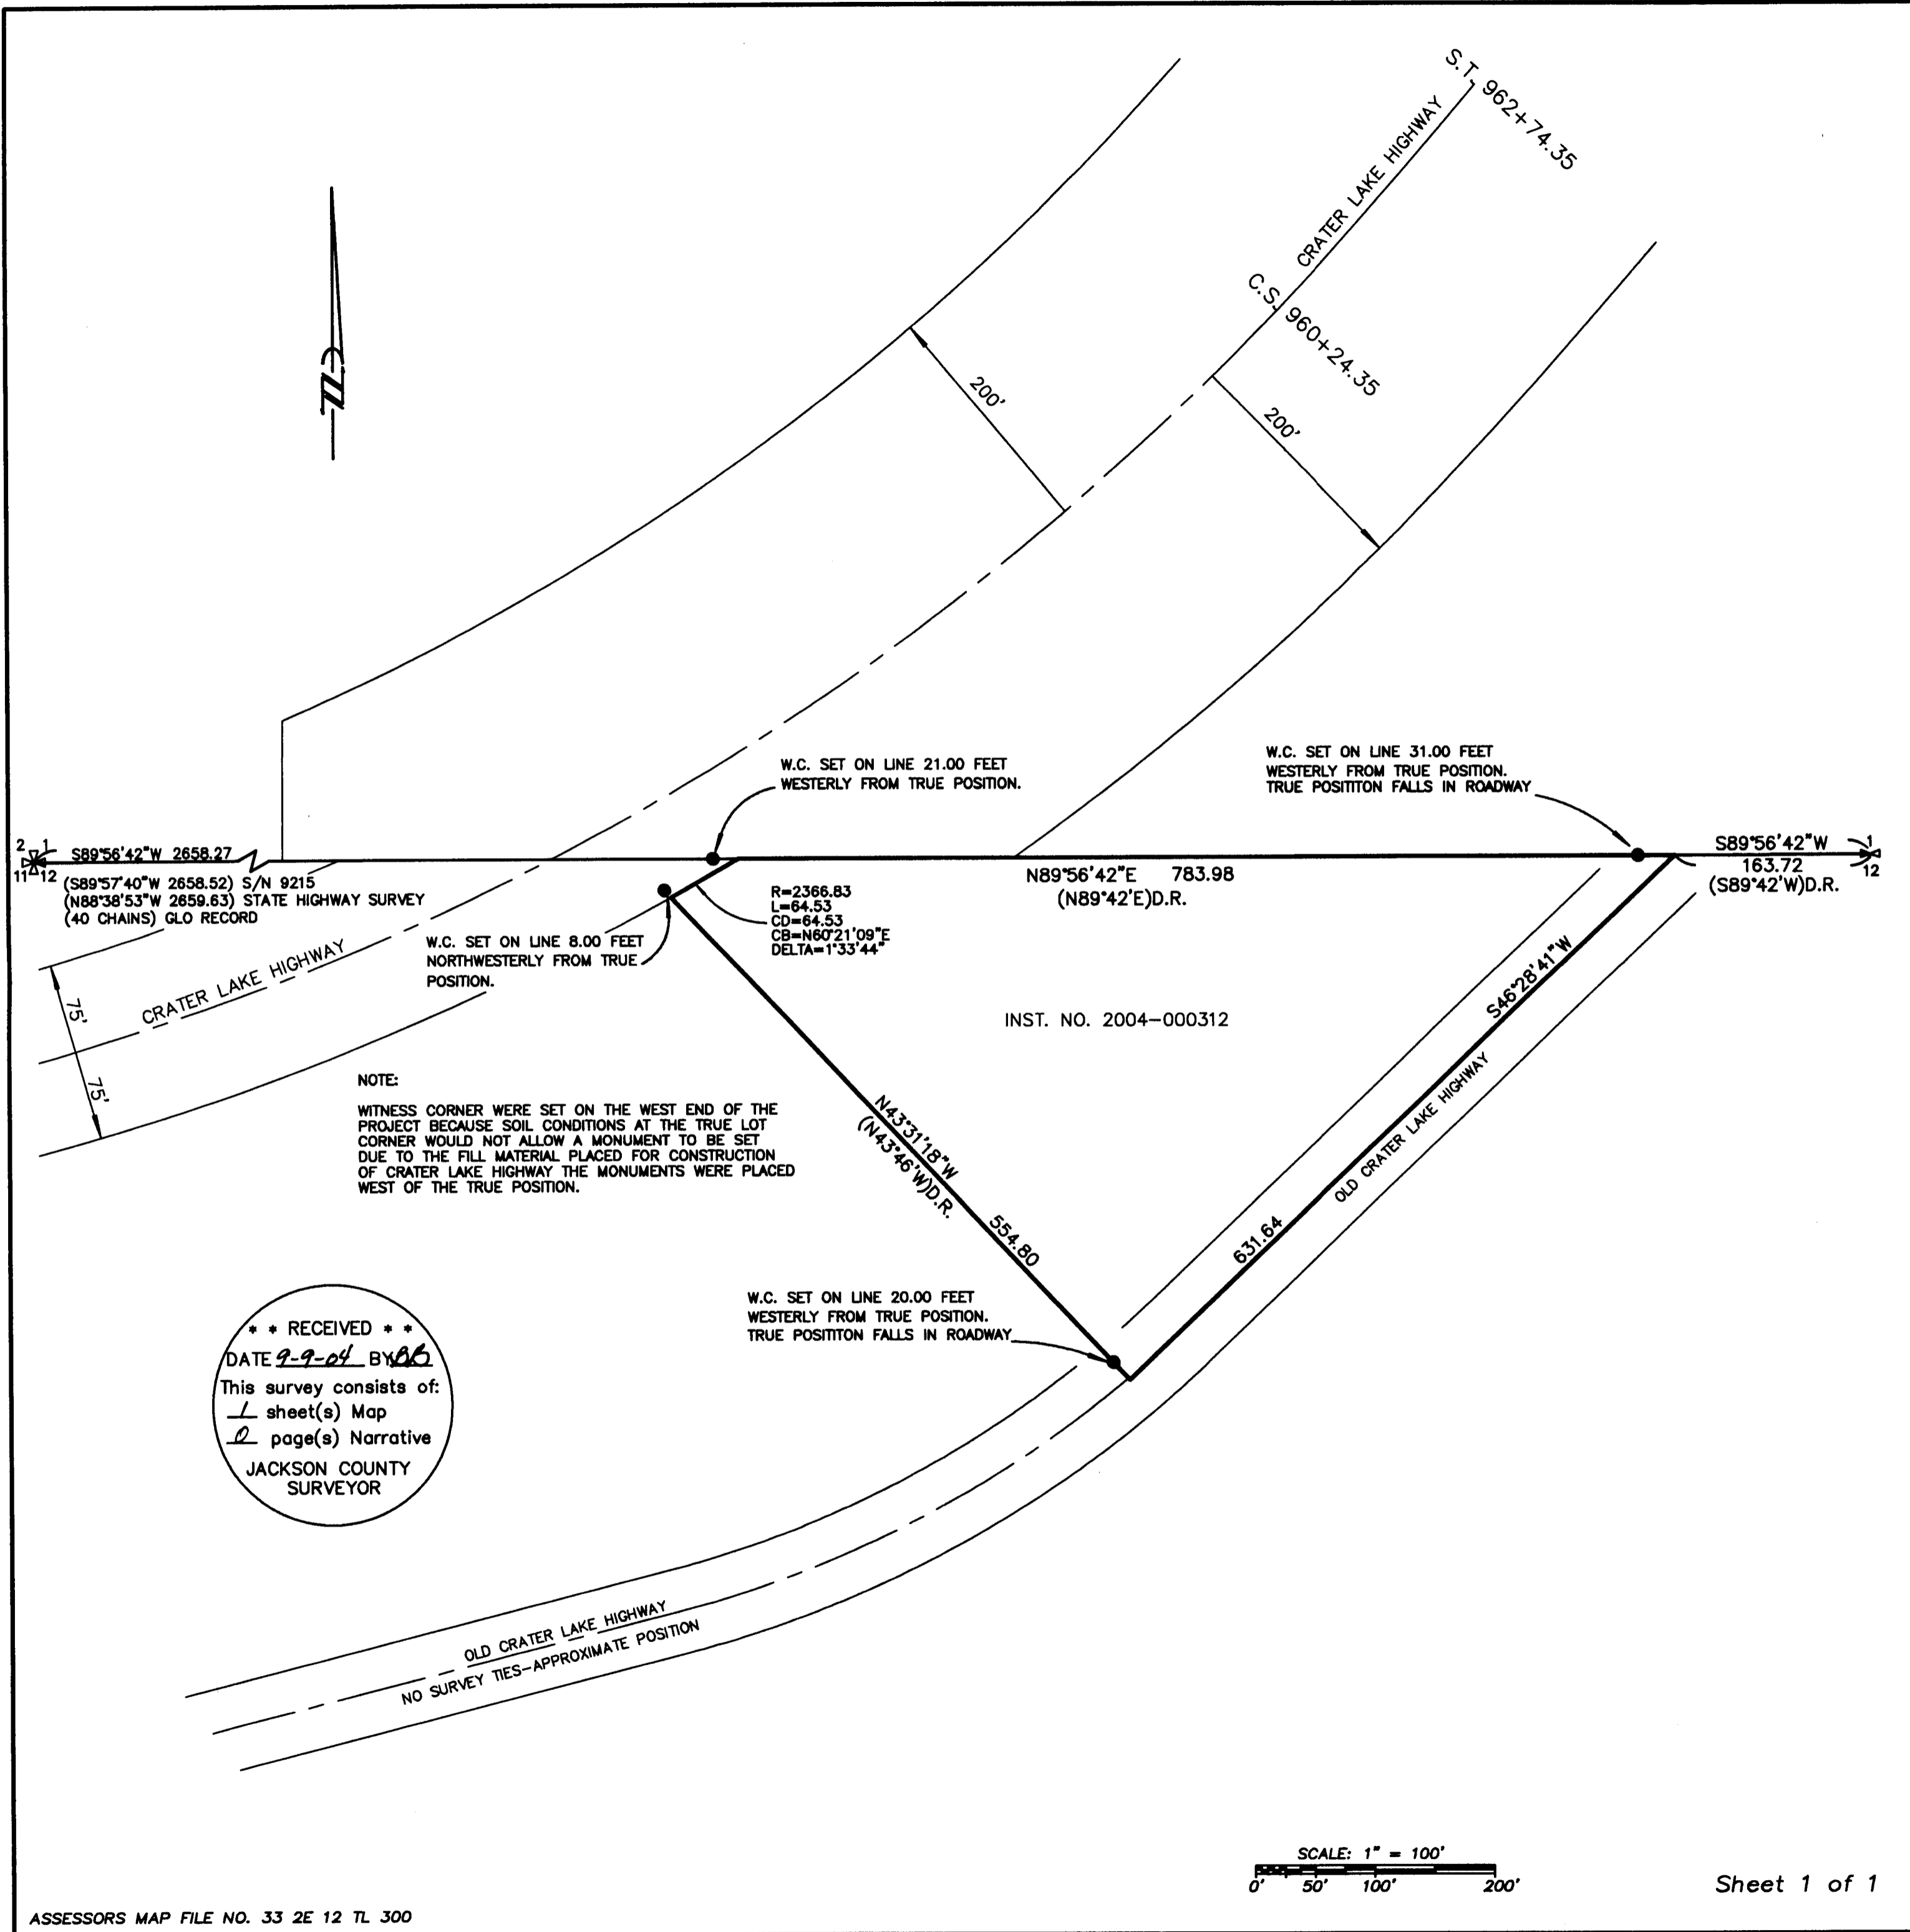 S.T. 962+74.35
CRATER LAKE HIGHWAY
C.S. 960+24.35
200'
200'
N
W.C. SET ON LINE 21.00 FEET
WESTERLY FROM TRUE POSITION.
W.C. SET ON LINE 31.00 FEET
WESTERLY FROM TRUE POSITION.
TRUE POSITITON FALLS IN ROADWAY
2 1
11 12
S89°56'42"W 2658.27
(S89°57'40"W 2658.52) S/N 9215
(N88°38'53"W 2659.63) STATE HIGHWAY SURVEY
(40 CHAINS) GLO RECORD
N89°56'42"E 783.98
(N89°42'E)D.R.
S89°56'42"W
163.72
(S89°42'W)D.R.
1
12
R=2366.83
L=64.53
CD=64.53
CB=N60°21'09"E
DELTA=1°33'44"
W.C. SET ON LINE 8.00 FEET
NORTHWESTERLY FROM TRUE
POSITION.
CRATER LAKE HIGHWAY
75'
75'
INST. NO. 2004-000312
S46°28'41"W
631.64
OLD CRATER LAKE HIGHWAY
N43°31'18"W
(N43°46'W)D.R.
554.80
NOTE:
WITNESS CORNER WERE SET ON THE WEST END OF THE
PROJECT BECAUSE SOIL CONDITIONS AT THE TRUE LOT
CORNER WOULD NOT ALLOW A MONUMENT TO BE SET
DUE TO THE FILL MATERIAL PLACED FOR CONSTRUCTION
OF CRATER LAKE HIGHWAY THE MONUMENTS WERE PLACED
WEST OF THE TRUE POSITION.
W.C. SET ON LINE 20.00 FEET
WESTERLY FROM TRUE POSITION.
TRUE POSITITON FALLS IN ROADWAY
* * RECEIVED * *
DATE 9-9-04 BY BB
This survey consists of:
1 sheet(s) Map
0 page(s) Narrative
JACKSON COUNTY
SURVEYOR
OLD CRATER LAKE HIGHWAY
NO SURVEY TIES-APPROXIMATE POSITION
SCALE: 1" = 100'
0' 50' 100' 200'
Sheet 1 of 1
ASSESSORS MAP FILE NO. 33 2E 12 TL 300